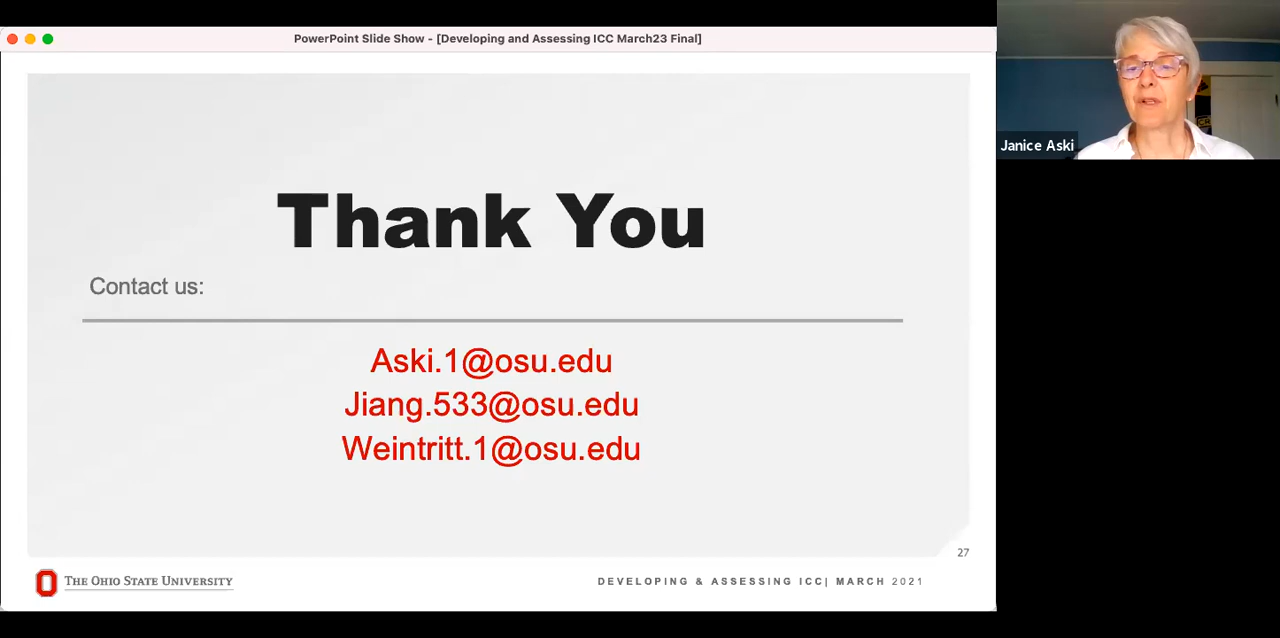 PowerPoint Slide Show - [Developing and Assessing ICC March23 Final]
Janice Aski
Thank You
Contact us:
Aski.1@osu.edu
Jiang.533@osu.edu
Weintritt.1@osu.edu
27
THE OHIO STATE UNIVERSITY
DEVELOPING & ASSESSING ICC| MARCH 2021